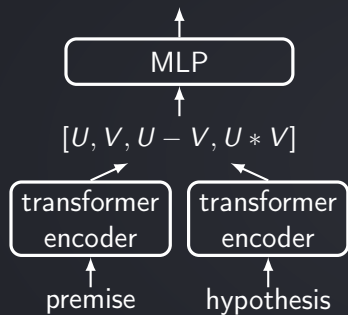 MLP
[U, V, U − V, U ∗ V]
transformer encoder
transformer encoder
premise
hypothesis